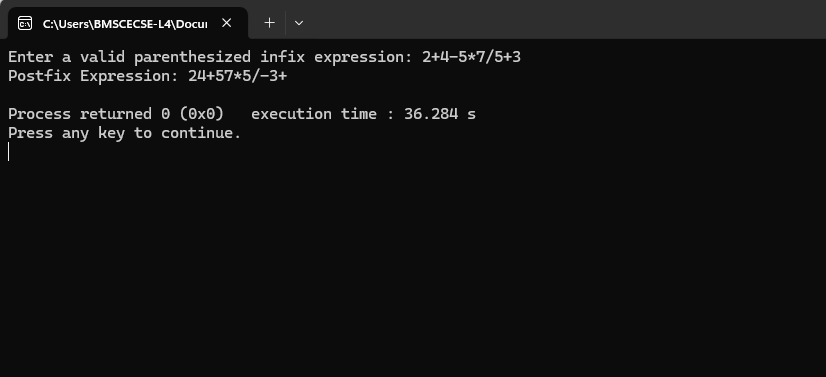 C:\Users\BMSCECSE-L4\Docur
Enter a valid parenthesized infix expression: 2+4-5*7/5+3
Postfix Expression: 24+57*5/-3+
Process returned 0 (0x0)   execution time : 36.284 s
Press any key to continue.